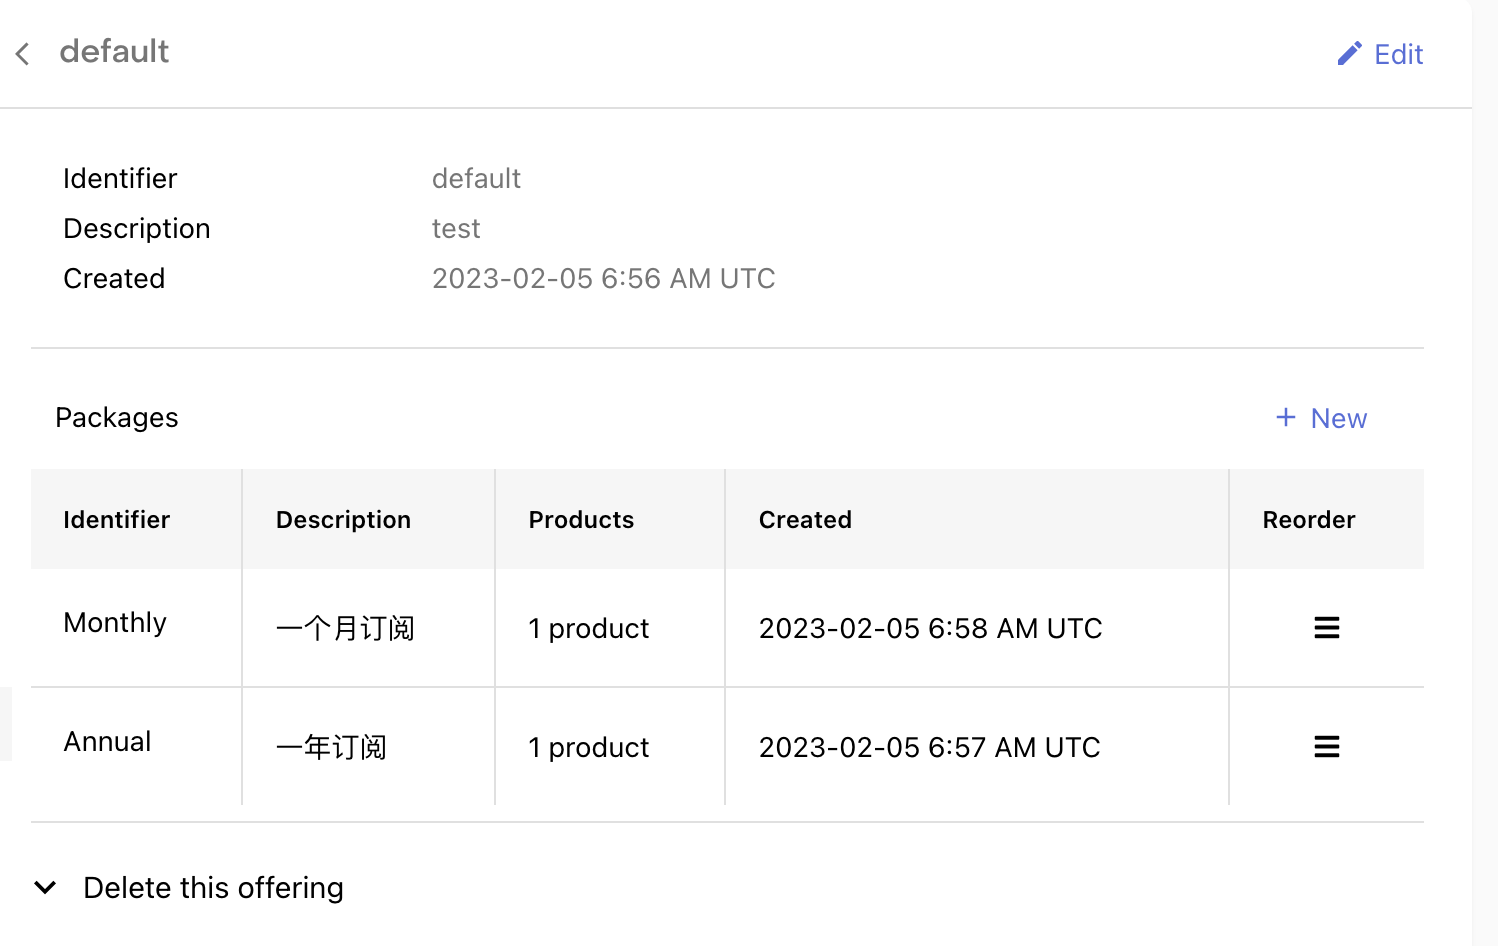 default
Edit
Identifier default
Description test
Created 2023-02-05 6:56 AM UTC
Packages
+ New
Identifier Description Products Created Reorder
Monthly 一个月订阅 1 product 2023-02-05 6:58 AM UTC
Annual 一年订阅 1 product 2023-02-05 6:57 AM UTC
Delete this offering